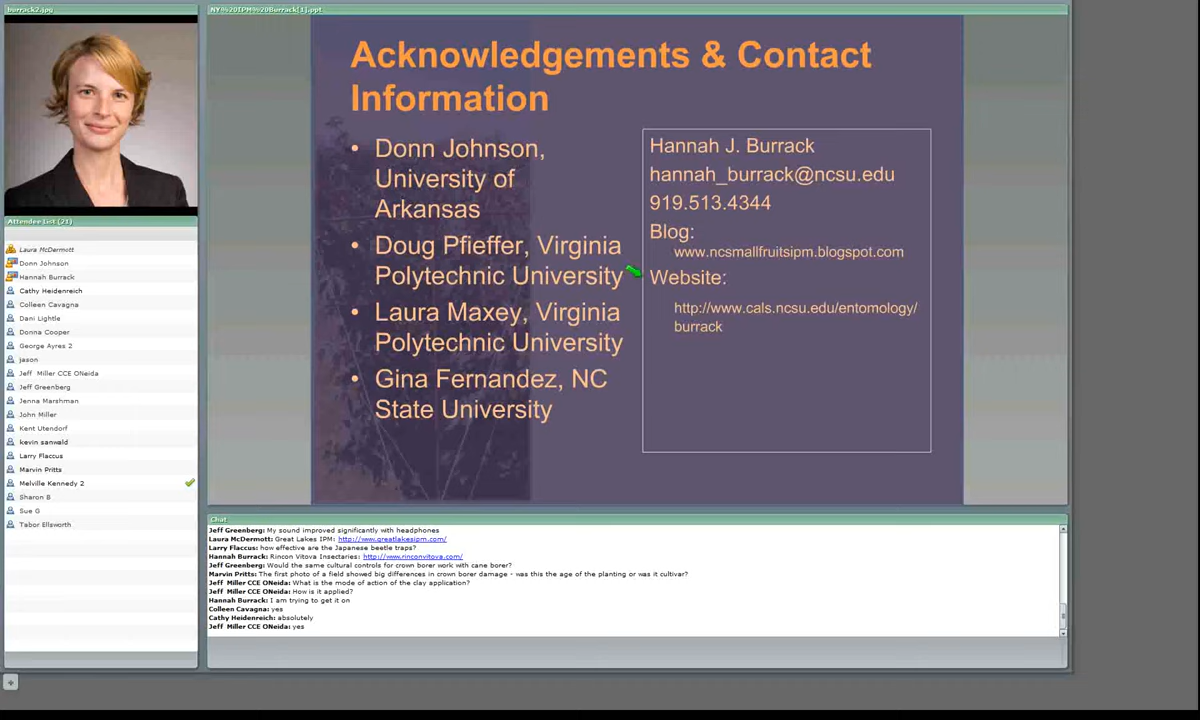 burrack2.jpg
NY%20IPM%20Burrack[1].ppt
Acknowledgements & Contact
Information
• Donn Johnson,
University of
Arkansas
• Doug Pfieffer, Virginia
Polytechnic University
• Laura Maxey, Virginia
Polytechnic University
• Gina Fernandez, NC
State University
Hannah J. Burrack
hannah_burrack@ncsu.edu
919.513.4344
Blog:
www.ncsmallfruitsipm.blogspot.com
Website:
http://www.cals.ncsu.edu/entomology/
burrack
Attendee List (21)
Laura McDermott
Donn Johnson
Hannah Burrack
Cathy Heidenreich
Colleen Cavagna
Dani Lightle
Donna Cooper
George Ayres 2
jason
Jeff Miller CCE ONeida
Jeff Greenberg
Jenna Marshman
John Miller
Kent Utendorf
kevin sanwald
Larry Flaccus
Marvin Pritts
Melville Kennedy 2
Sharon B
Sue G
Tabor Ellsworth
Chat
Jeff Greenberg: My sound improved significantly with headphones
Laura McDermott: Great Lakes IPM: http://www.greatlakesipm.com/
Larry Flaccus: how effective are the Japanese beetle traps?
Hannah Burrack: Rincon Vitova Insectaries: http://www.rinconvitova.com/
Jeff Greenberg: Would the same cultural controls for crown borer work with cane borer?
Marvin Pritts: The first photo of a field showed big differences in crown borer damage - was this the age of the planting or was it cultivar?
Jeff Miller CCE ONeida: What is the mode of action of the clay application?
Jeff Miller CCE ONeida: How is it applied?
Hannah Burrack: I am trying to get it on
Colleen Cavagna: yes
Cathy Heidenreich: absolutely
Jeff Miller CCE ONeida: yes